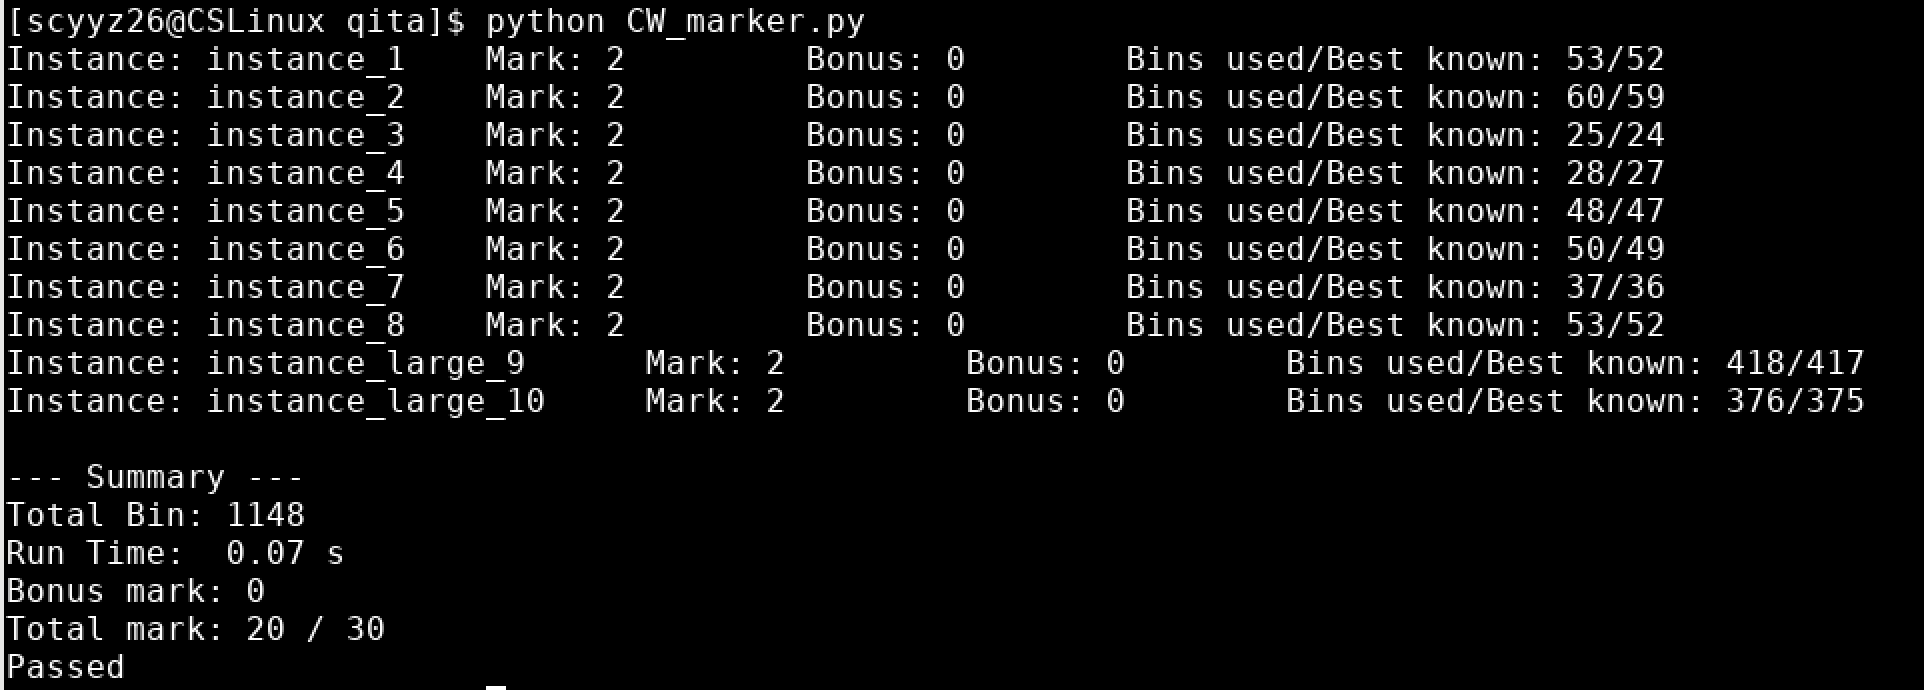 [scyyz26@CSLinux qita]$ python CW_marker.py
Instance: instance_1    Mark: 2         Bonus: 0        Bins used/Best known: 53/52
Instance: instance_2    Mark: 2         Bonus: 0        Bins used/Best known: 60/59
Instance: instance_3    Mark: 2         Bonus: 0        Bins used/Best known: 25/24
Instance: instance_4    Mark: 2         Bonus: 0        Bins used/Best known: 28/27
Instance: instance_5    Mark: 2         Bonus: 0        Bins used/Best known: 48/47
Instance: instance_6    Mark: 2         Bonus: 0        Bins used/Best known: 50/49
Instance: instance_7    Mark: 2         Bonus: 0        Bins used/Best known: 37/36
Instance: instance_8    Mark: 2         Bonus: 0        Bins used/Best known: 53/52
Instance: instance_large_9      Mark: 2         Bonus: 0        Bins used/Best known: 418/417
Instance: instance_large_10     Mark: 2         Bonus: 0        Bins used/Best known: 376/375
--- Summary ---
Total Bin: 1148
Run Time:  0.07 s
Bonus mark: 0
Total mark: 20 / 30
Passed